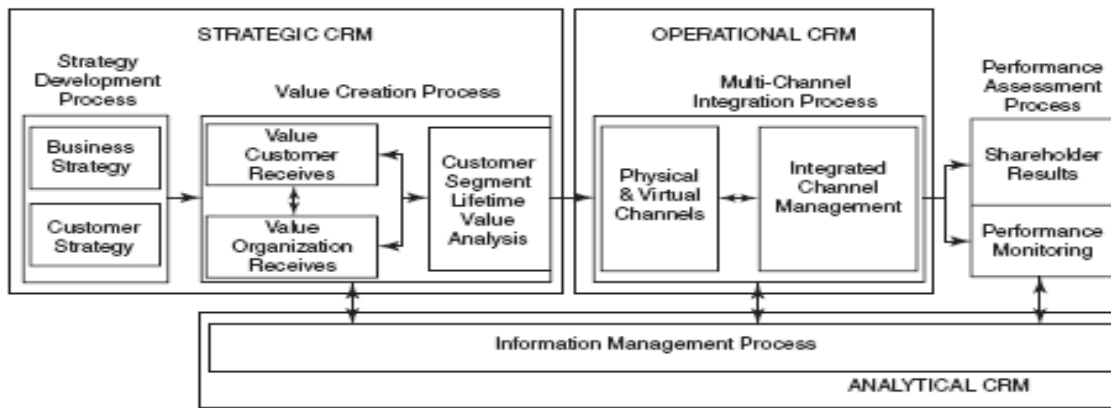 STRATEGIC CRM
Strategy
Development
Process
Business
Strategy
Customer
Strategy
Value Creation Process
Value
Customer
Receives
Value
Organization
Receives
Customer
Segment
Lifetime
Value
Analysis
OPERATIONAL CRM
Multi-Channel
Integration Process
Physical
& Virtual
Channels
Integrated
Channel
Management
Performance
Assessment
Process
Shareholder
Results
Performance
Monitoring
Information Management Process
ANALYTICAL CRM